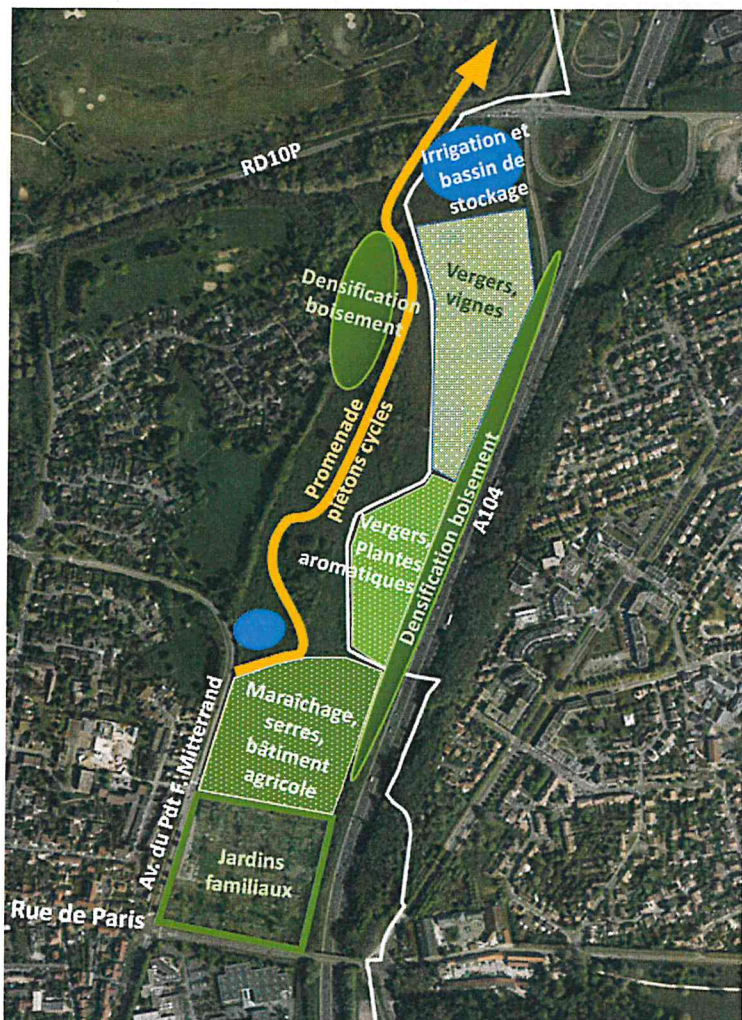 RD10P
Irrigation et
bassin de
stockage
Vergers,
vignes
Densification
boisement
Promenade
piétons cycles
A104
Densification boisement
Vergers,
plantes
aromatiques
Av. du Pdt F. Mitterrand
Maraîchage,
serres,
bâtiment
agricole
Jardins
familiaux
Rue de Paris